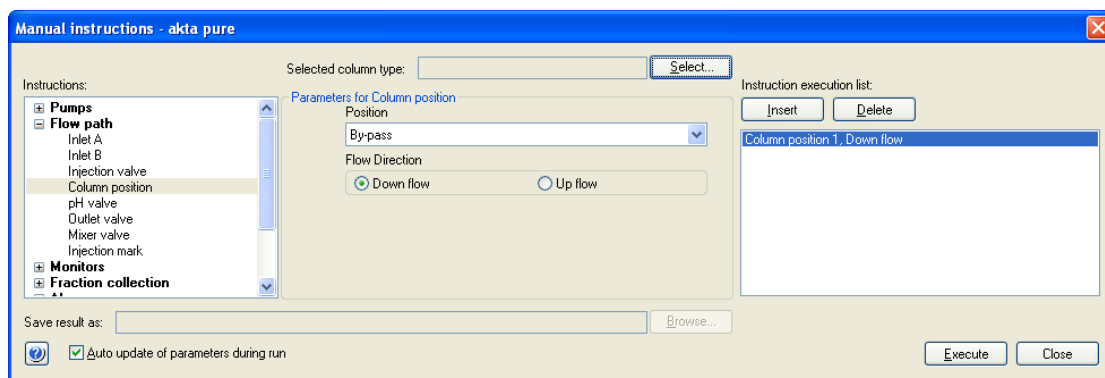 Manual instructions - akta pure
Selected column type:
Select...
Instructions:
Pumps
Flow path
Inlet A
Inlet B
Injection valve
Column position
pH valve
Outlet valve
Mixer valve
Injection mark
Monitors
Fraction collection
Parameters for Column position
Position
By-pass
Flow Direction
Down flow
Up flow
Instruction execution list:
Insert
Delete
Column position 1, Down flow
Save result as:
Browse...
?
Auto update of parameters during run
Execute
Close